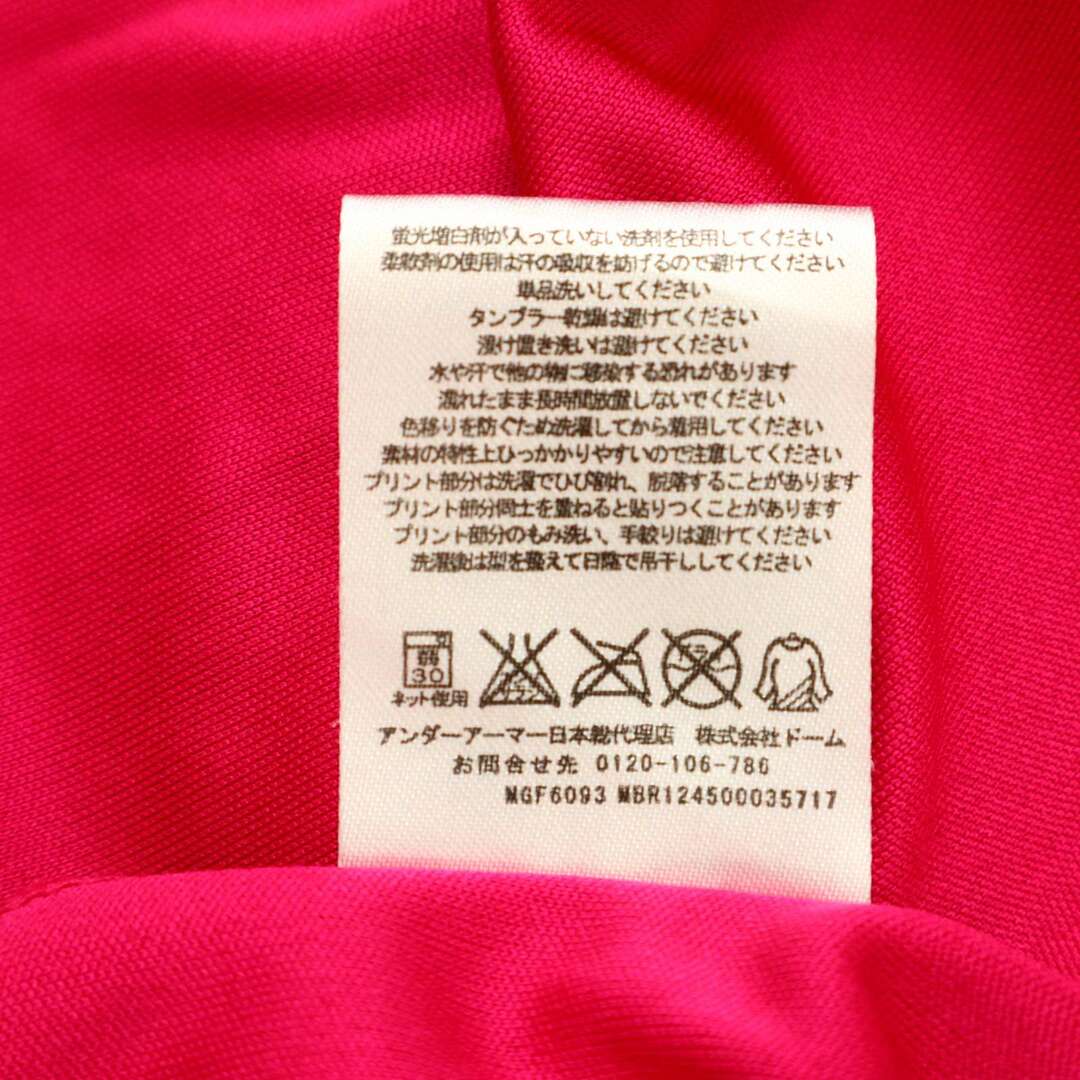 蛍光増白剤が入っていない洗剤を使用してください
柔軟剤の使用は汗の吸収を妨げるので避けてください
単品洗いしてください
タンブラー乾燥は避けてください
漬け置き洗いは避けてください
水や汗で他の物に移染する恐れがあります
濡れたまま長時間放置しないでください
色移りを防ぐため洗濯してから着用してください
素材の特性上ひっかかりやすいので注意してください
プリント部分は洗濯でひび割れ、脱落することがあります
プリント部分同士を重ねると貼りつくことがあります
プリント部分のもみ洗い、手絞りは避けてください
洗濯後は型を整えて日陰で吊干ししてください
弱
30
ネット使用
エンソ
サラシ
ドライ
アンダーアーマー日本総代理店 株式会社ドーム
お問合せ先 0120-106-786
MGF6093 MBR124500035717